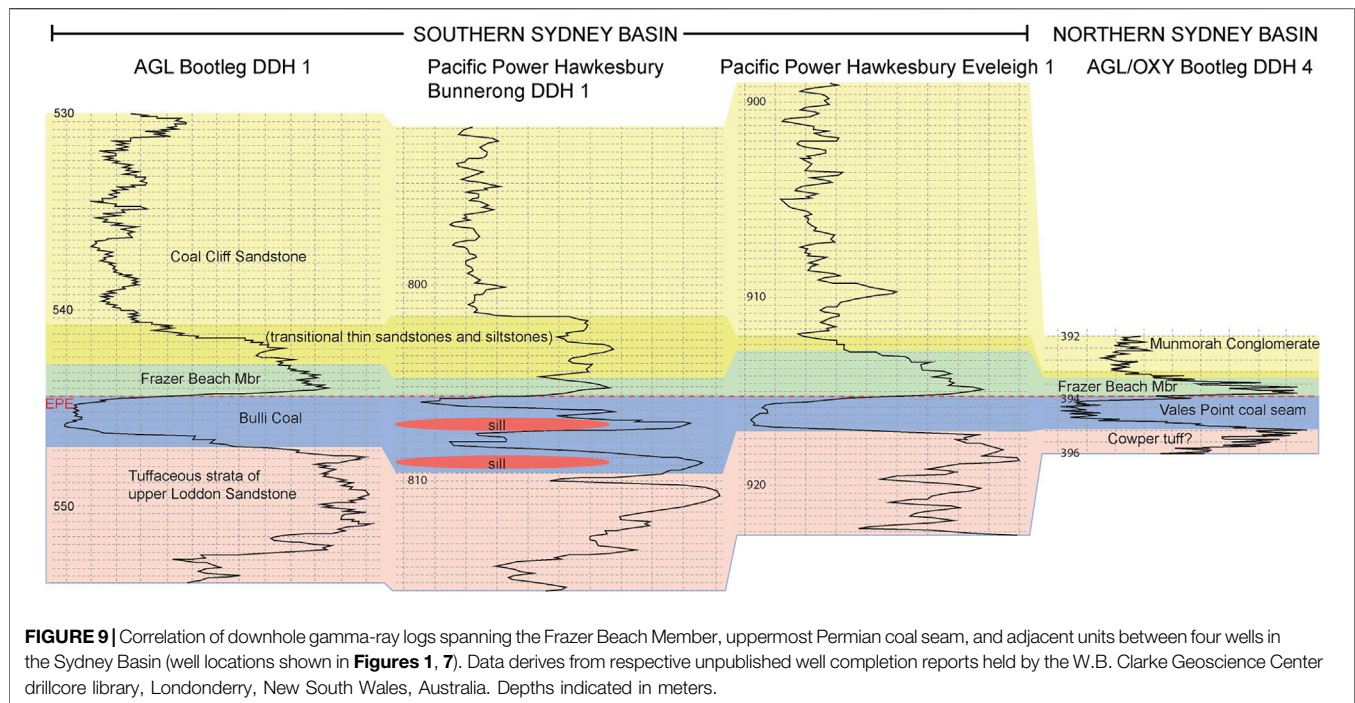 SOUTHERN SYDNEY BASIN
NORTHERN SYDNEY BASIN
AGL Bootleg DDH 1
Pacific Power Hawkesbury
Bunnerong DDH 1
Pacific Power Hawkesbury Eveleigh 1
AGL/OXY Bootleg DDH 4
530
Coal Cliff Sandstone
540
Frazer Beach Mbr
EPE
Bulli Coal
Tuffaceous strata of
upper Loddon Sandstone
550
800
(transitional thin sandstones and siltstones)
sill
sill
810
900
910
920
392
Munmorah Conglomerate
Frazer Beach Mbr
394
Vales Point coal seam
Cowper tuff?
396
FIGURE 9 | Correlation of downhole gamma-ray logs spanning the Frazer Beach Member, uppermost Permian coal seam, and adjacent units between four wells in
the Sydney Basin (well locations shown in Figures 1, 7). Data derives from respective unpublished well completion reports held by the W.B. Clarke Geoscience Center
drillcore library, Londonderry, New South Wales, Australia. Depths indicated in meters.